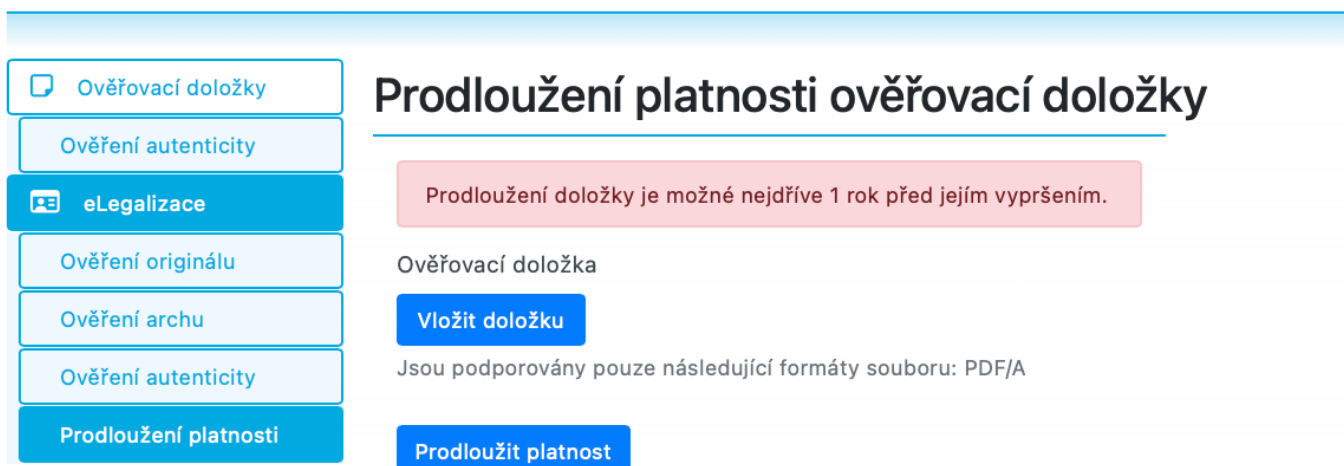 Ověřovací doložky
Ověření autenticity
eLegalizace
Ověření originálu
Ověření archu
Ověření autenticity
Prodloužení platnosti
Prodloužení platnosti ověřovací doložky
Prodloužení doložky je možné nejdříve 1 rok před jejím vypršením.
Ověřovací doložka
Vložit doložku
Jsou podporovány pouze následující formáty souboru: PDF/A
Prodloužit platnost